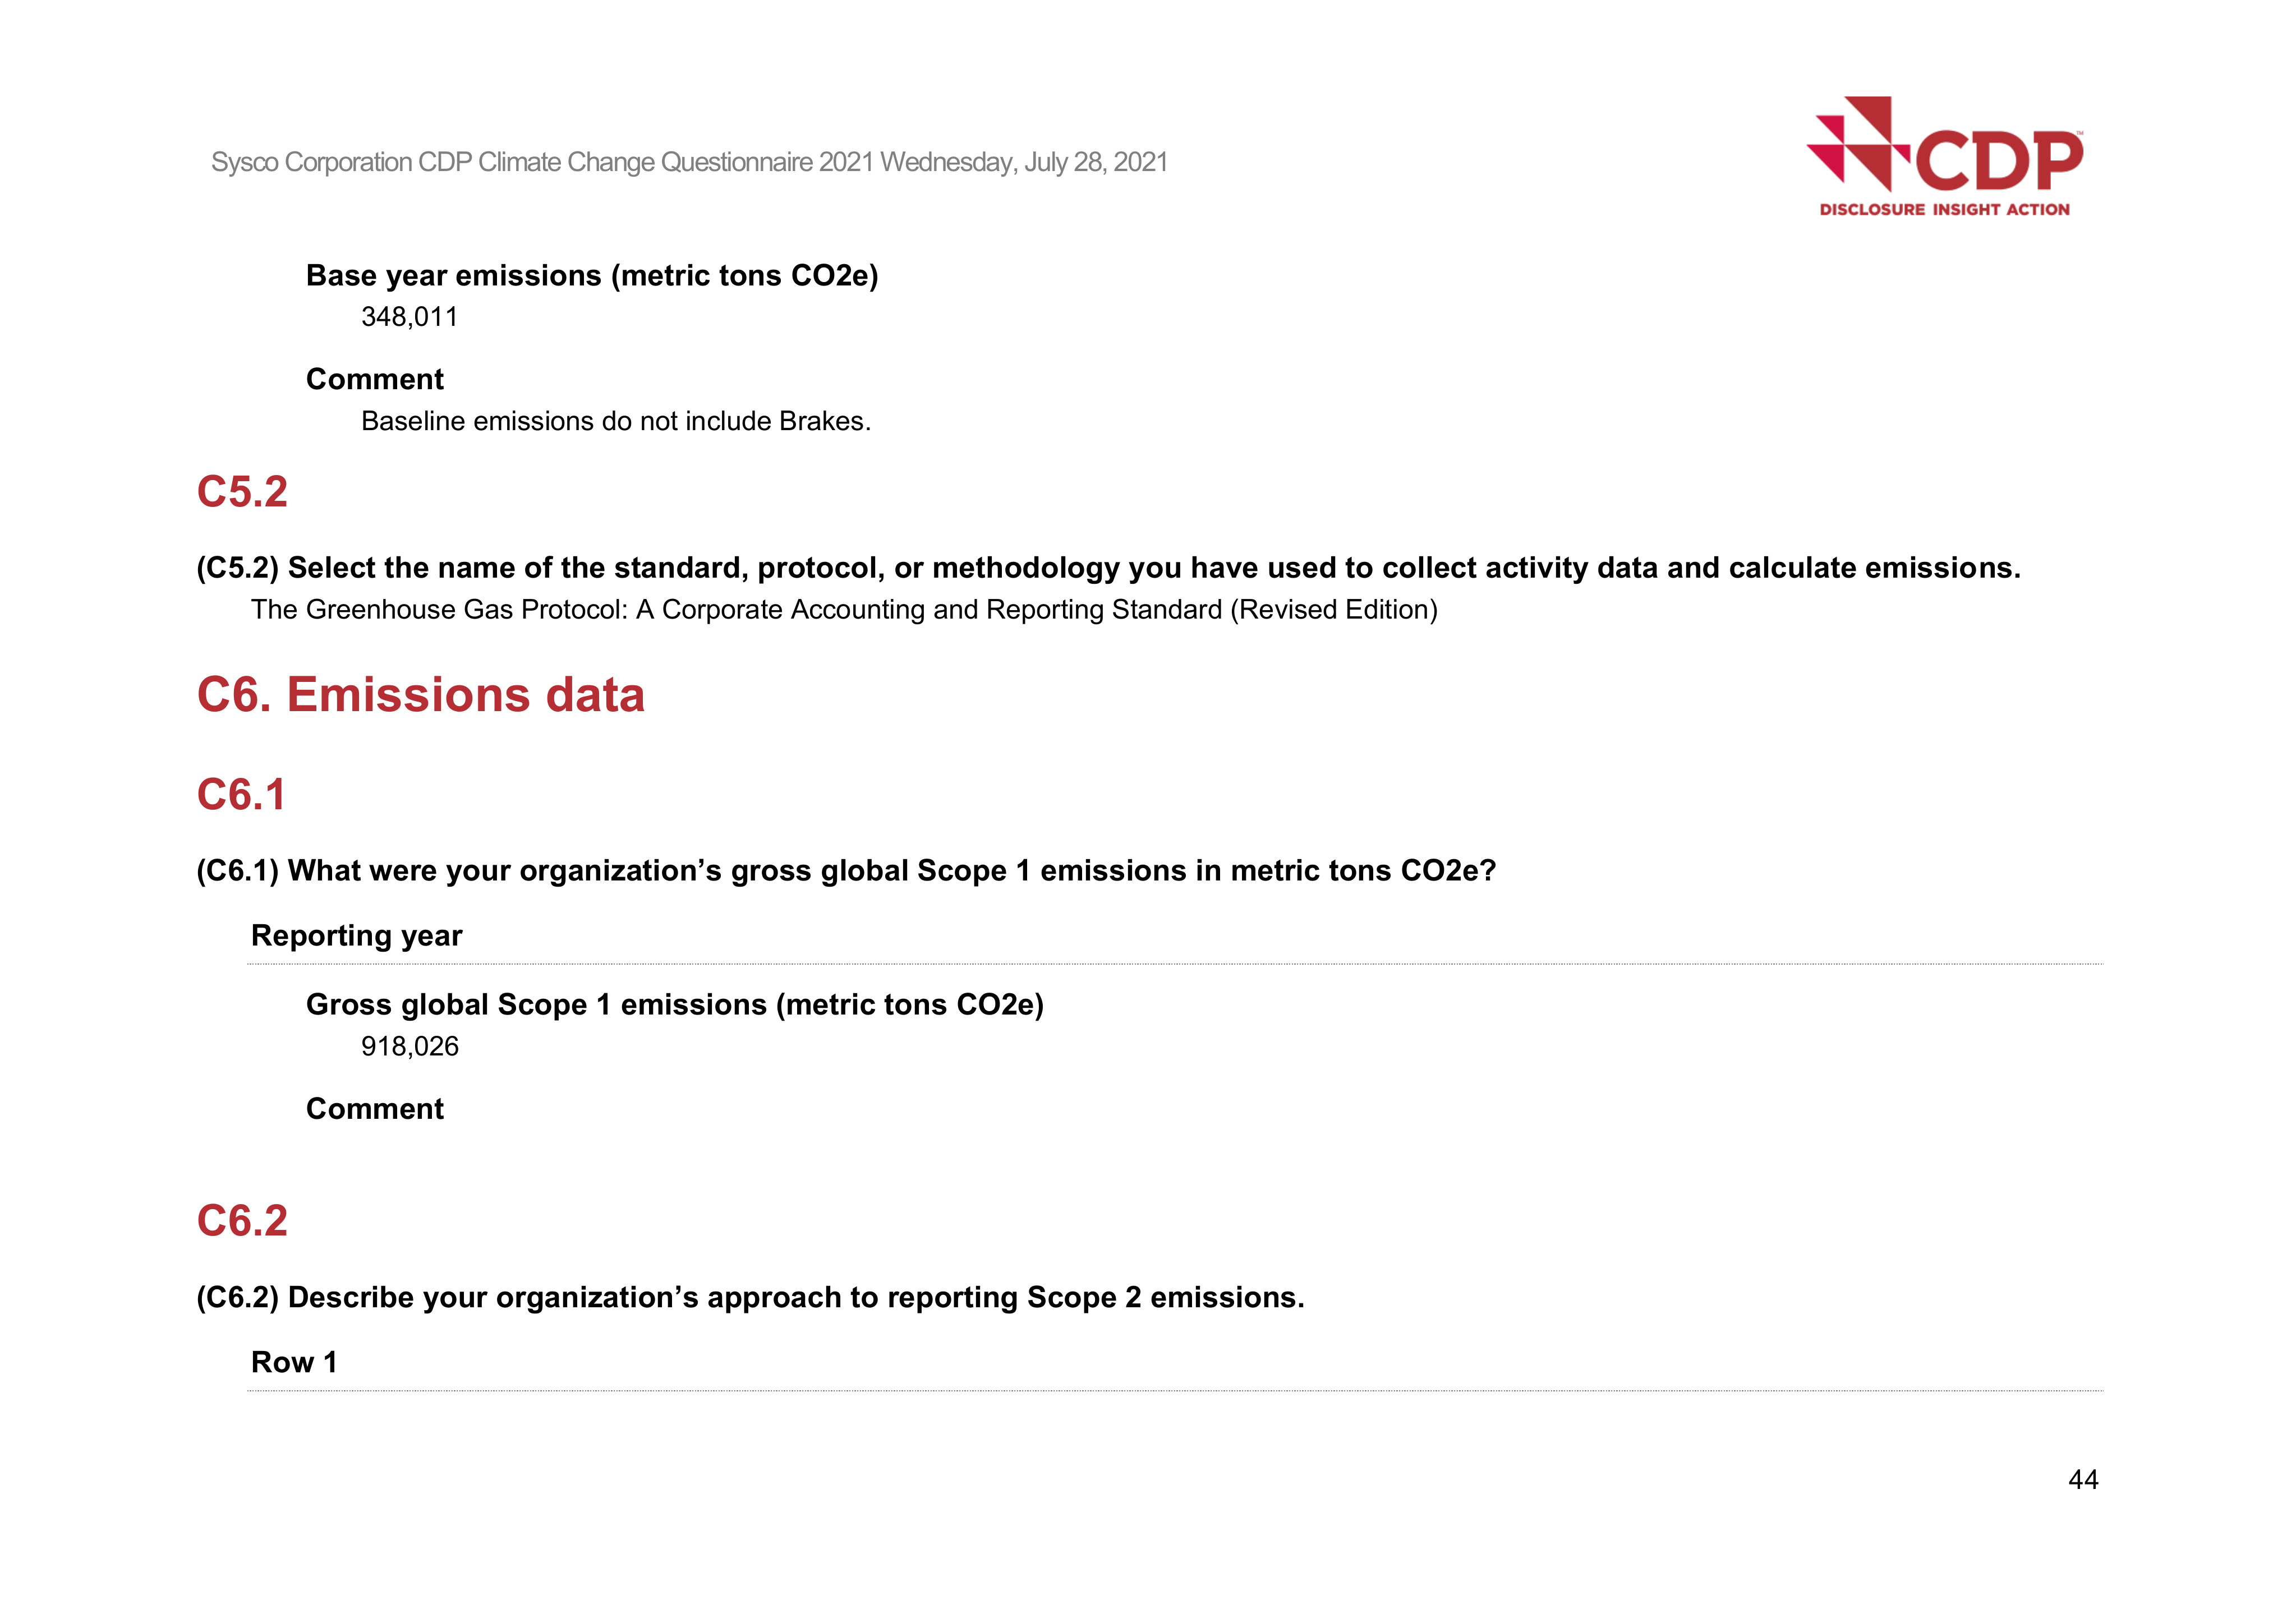 Sysco Corporation CDP Climate Change Questionnaire 2021 Wednesday, July 28, 2021
CDP™
DISCLOSURE INSIGHT ACTION
Base year emissions (metric tons CO2e)
348,011
Comment
Baseline emissions do not include Brakes.
C5.2
(C5.2) Select the name of the standard, protocol, or methodology you have used to collect activity data and calculate emissions.
The Greenhouse Gas Protocol: A Corporate Accounting and Reporting Standard (Revised Edition)
C6. Emissions data
C6.1
(C6.1) What were your organization’s gross global Scope 1 emissions in metric tons CO2e?
Reporting year
Gross global Scope 1 emissions (metric tons CO2e)
918,026
Comment
C6.2
(C6.2) Describe your organization’s approach to reporting Scope 2 emissions.
Row 1
44